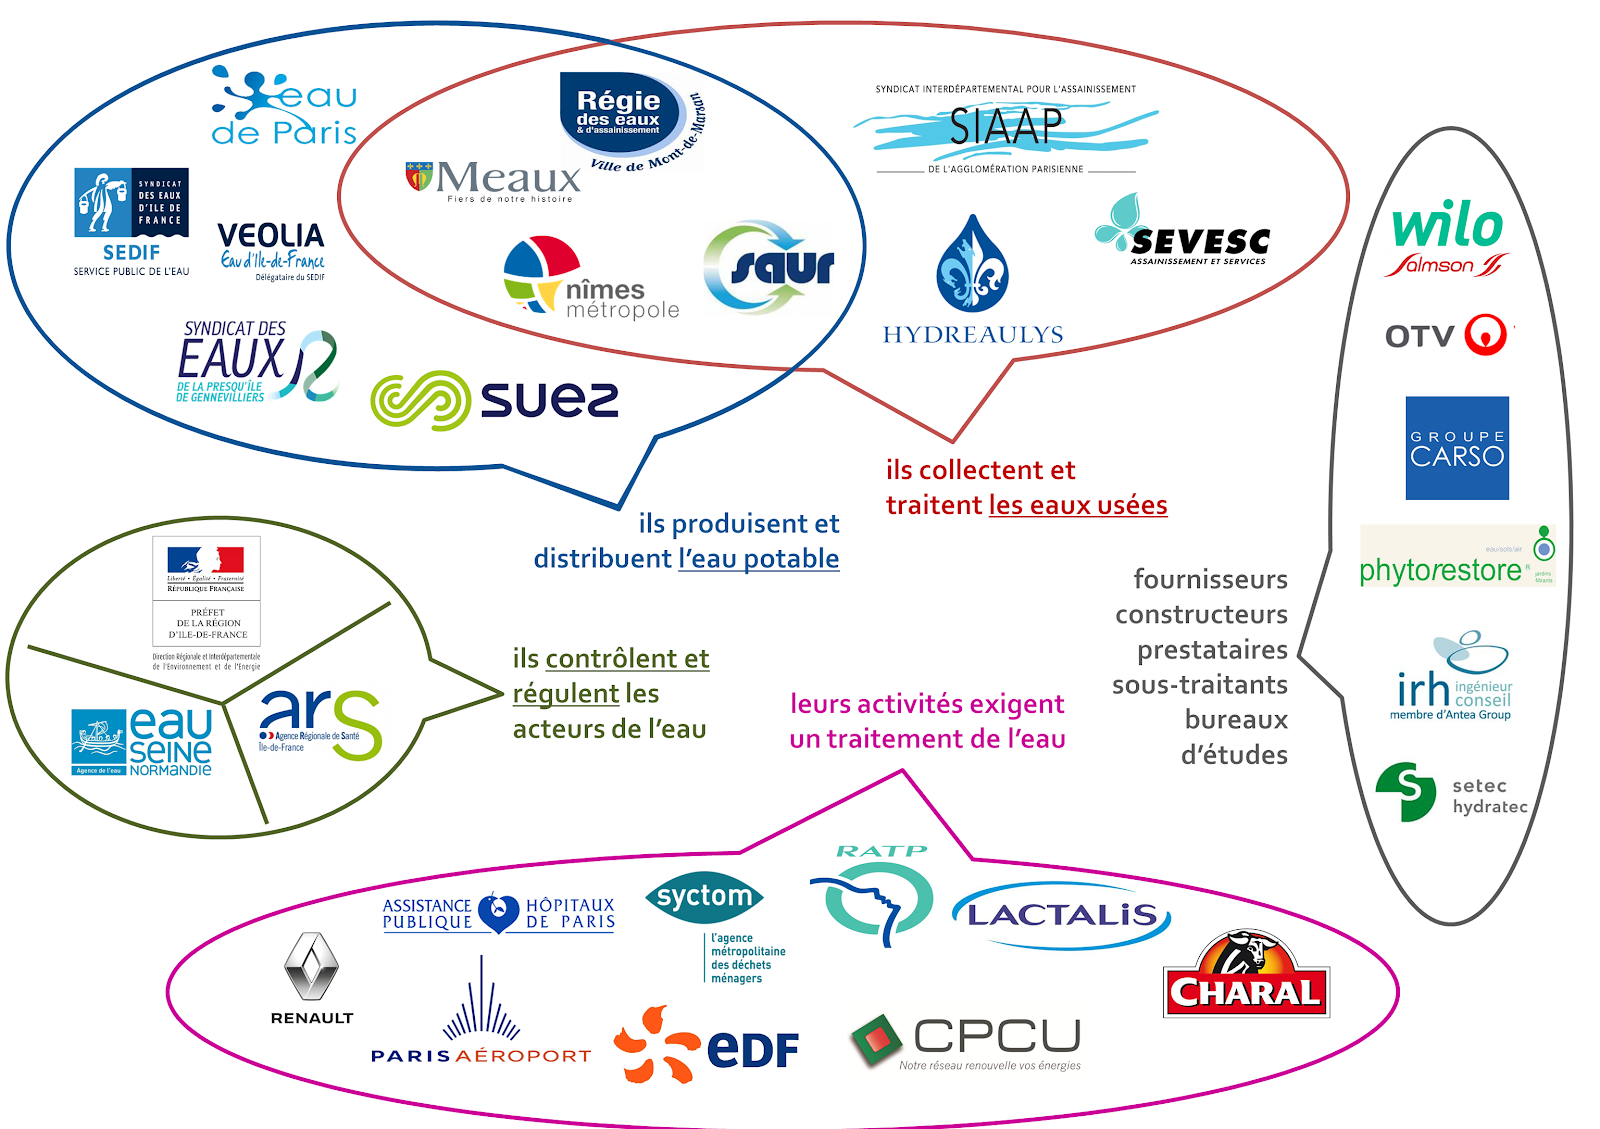 eau
de Paris
SYNDICAT
DES EAUX
D'ILE DE
FRANCE
SEDIF
SERVICE PUBLIC DE L'EAU
VEOLIA
Eau d'Ile-de-France
Délégataire du SEDIF
SYNDICAT DES
EAUX
DE LA PRESQU'ÎLE
DE GENNEVILLIERS
suez
Régie
des eaux
& d'assainissement
Ville de Mont-de-Marsan
Meaux
Fiers de notre histoire
nîmes
métropole
saur
SYNDICAT INTERDÉPARTEMENTAL POUR L'ASSAINISSEMENT
SIAAP
DE L'AGGLOMÉRATION PARISIENNE
SEVESC
ASSAINISSEMENT ET SERVICES
HYDREAULYS
ils collectent et
traitent les eaux usées
ils produisent et
distribuent l'eau potable
Liberté • Égalité • Fraternité
RÉPUBLIQUE FRANÇAISE
PRÉFET
DE LA RÉGION
D'ILE-DE-FRANCE
Direction Régionale et Interdépartementale
de l'Environnement et de l'Energie
eau
SEINE
NORMANDIE
Agence de l'eau
ars
Agence Régionale de Santé
Île-de-France
ils contrôlent et
régulent les
acteurs de l'eau
leurs activités exigent
un traitement de l'eau
fournisseurs
constructeurs
prestataires
sous-traitants
bureaux
d'études
wilo
Salmson
OTV
GROUPE
CARSO
eau/sols/air
phytorestore®
jardins
filtrants
irh ingénieur
conseil
membre d'Antea Group
S
setec
hydratec
ASSISTANCE HÔPITAUX
PUBLIQUE DE PARIS
syctom
l'agence
métropolitaine
des déchets
ménagers
RATP
LACTALiS
CHARAL
RENAULT
PARIS AÉROPORT
eDF
CPCU
Notre réseau renouvelle vos énergies